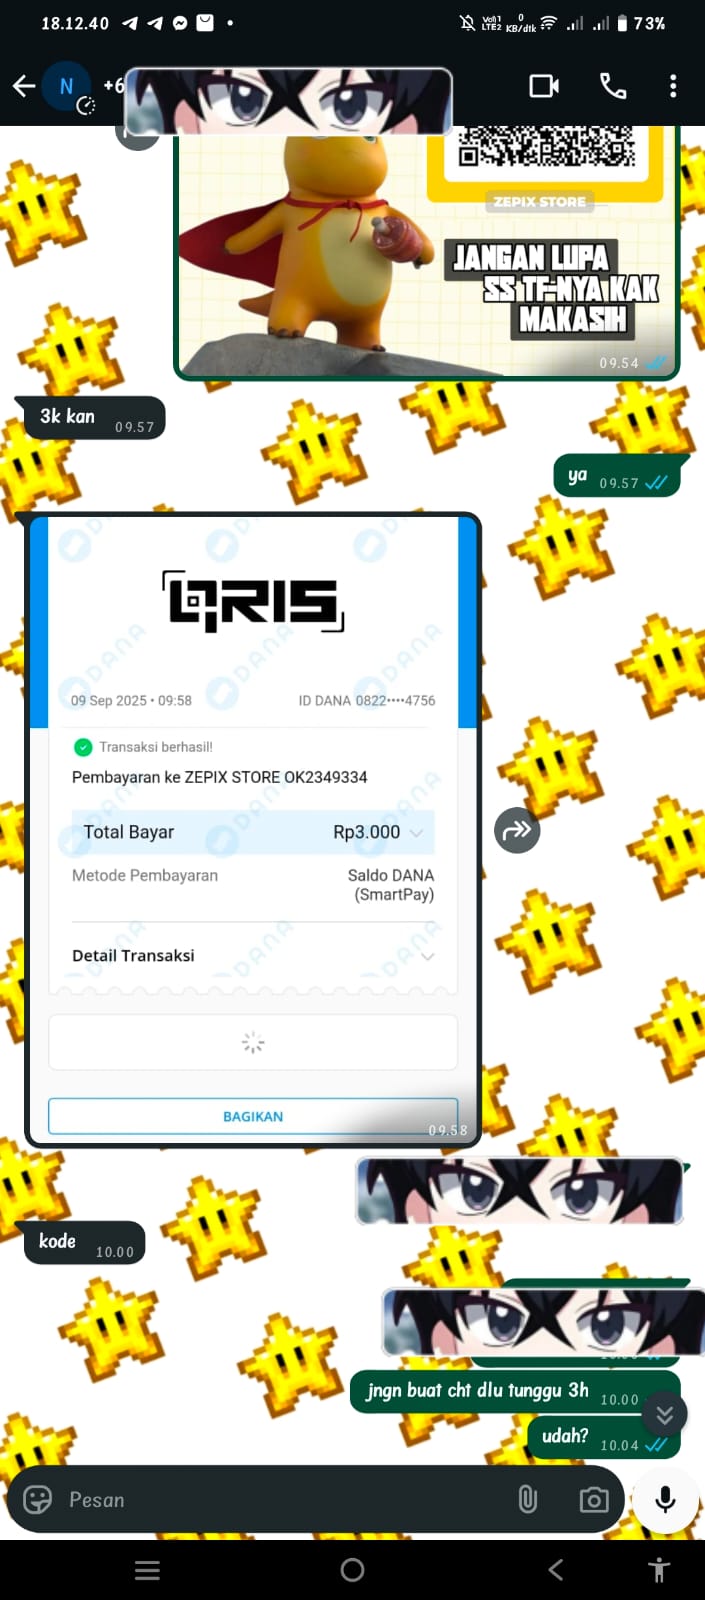 18.12.40
Vo)) 1
LTE2
0
KB/dtk
73%
N
+6
ZEPIX STORE
JANGAN LUPA
SS TF-NYA KAK
MAKASIH
09.54
3k kan 09.57
ya 09.57
QRIS
09 Sep 2025 • 09:58 ID DANA 0822••••4756
Transaksi berhasil!
Pembayaran ke ZEPIX STORE OK2349334
Total Bayar Rp3.000
Metode Pembayaran Saldo DANA
(SmartPay)
Detail Transaksi
DANA
BAGIKAN
09.58
kode 10.00
jngn buat cht dlu tunggu 3h 10.00
udah? 10.04
Pesan